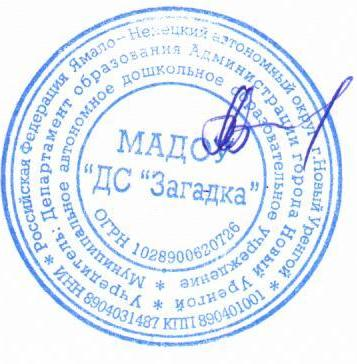 * Российская Федерация Ямало-Ненецкий автономный округ г.Новый Уренгой *
ИНН 8904031487 КПП 890401001
* Учредитель: Департамент образования Администрации города Новый Уренгой
* Муниципальное автономное дошкольное образовательное учреждение
МАДОУ
"ДС "Загадка"
ОГРН 1028900620726